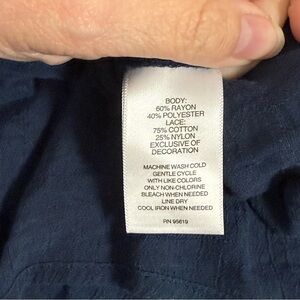 BODY:
60% RAYON
40% POLYESTER
LACE:
75% COTTON
25% NYLON
EXCLUSIVE OF
DECORATION
MACHINE WASH COLD
GENTLE CYCLE
WITH LIKE COLORS
ONLY NON-CHLORINE
BLEACH WHEN NEEDED
LINE DRY
COOL IRON WHEN NEEDED
RN 95619